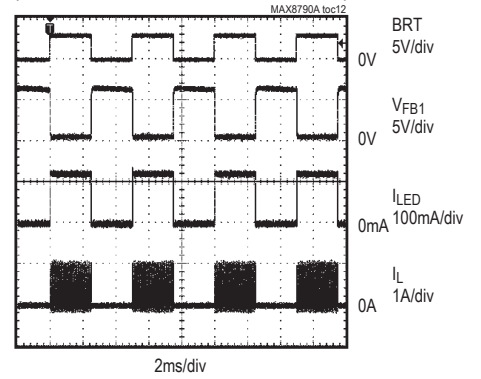 MAX8790A toc12
BRT
5V/div
0V
VFB1
5V/div
0V
ILED
100mA/div
0mA
IL
1A/div
0A
2ms/div